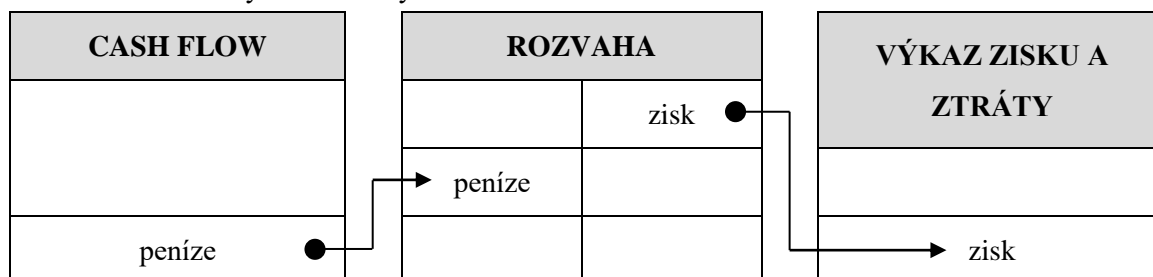 CASH FLOW
peníze
ROZVAHA
zisk
peníze
VÝKAZ ZISKU A
ZTRÁTY
zisk